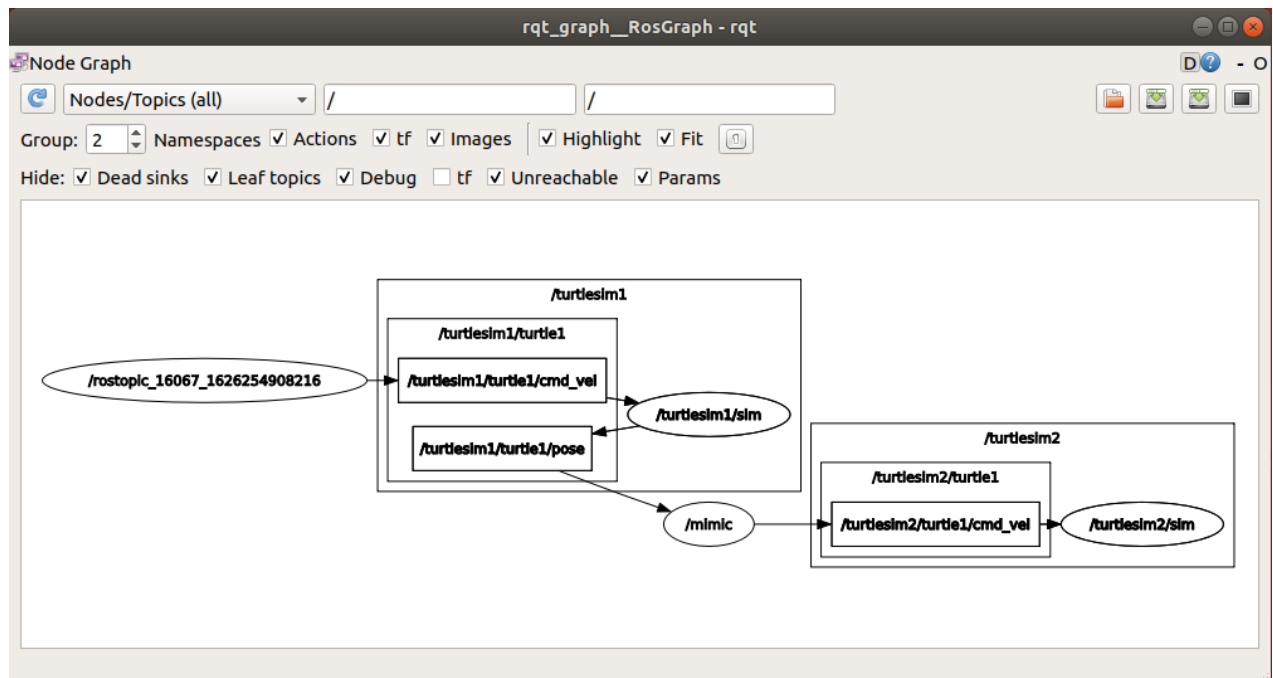 rqt_graph__RosGraph - rqt
Node Graph
D - O
Nodes/Topics (all) / /
Group: 2 Namespaces Actions tf Images Highlight Fit
Hide: Dead sinks Leaf topics Debug tf Unreachable Params
/turtlesim1
/turtlesim1/turtle1
/rostopic_16067_1626254908216
/turtlesim1/turtle1/cmd_vel
/turtlesim1/sim
/turtlesim1/turtle1/pose
/turtlesim2
/turtlesim2/turtle1
/mimic
/turtlesim2/turtle1/cmd_vel
/turtlesim2/sim